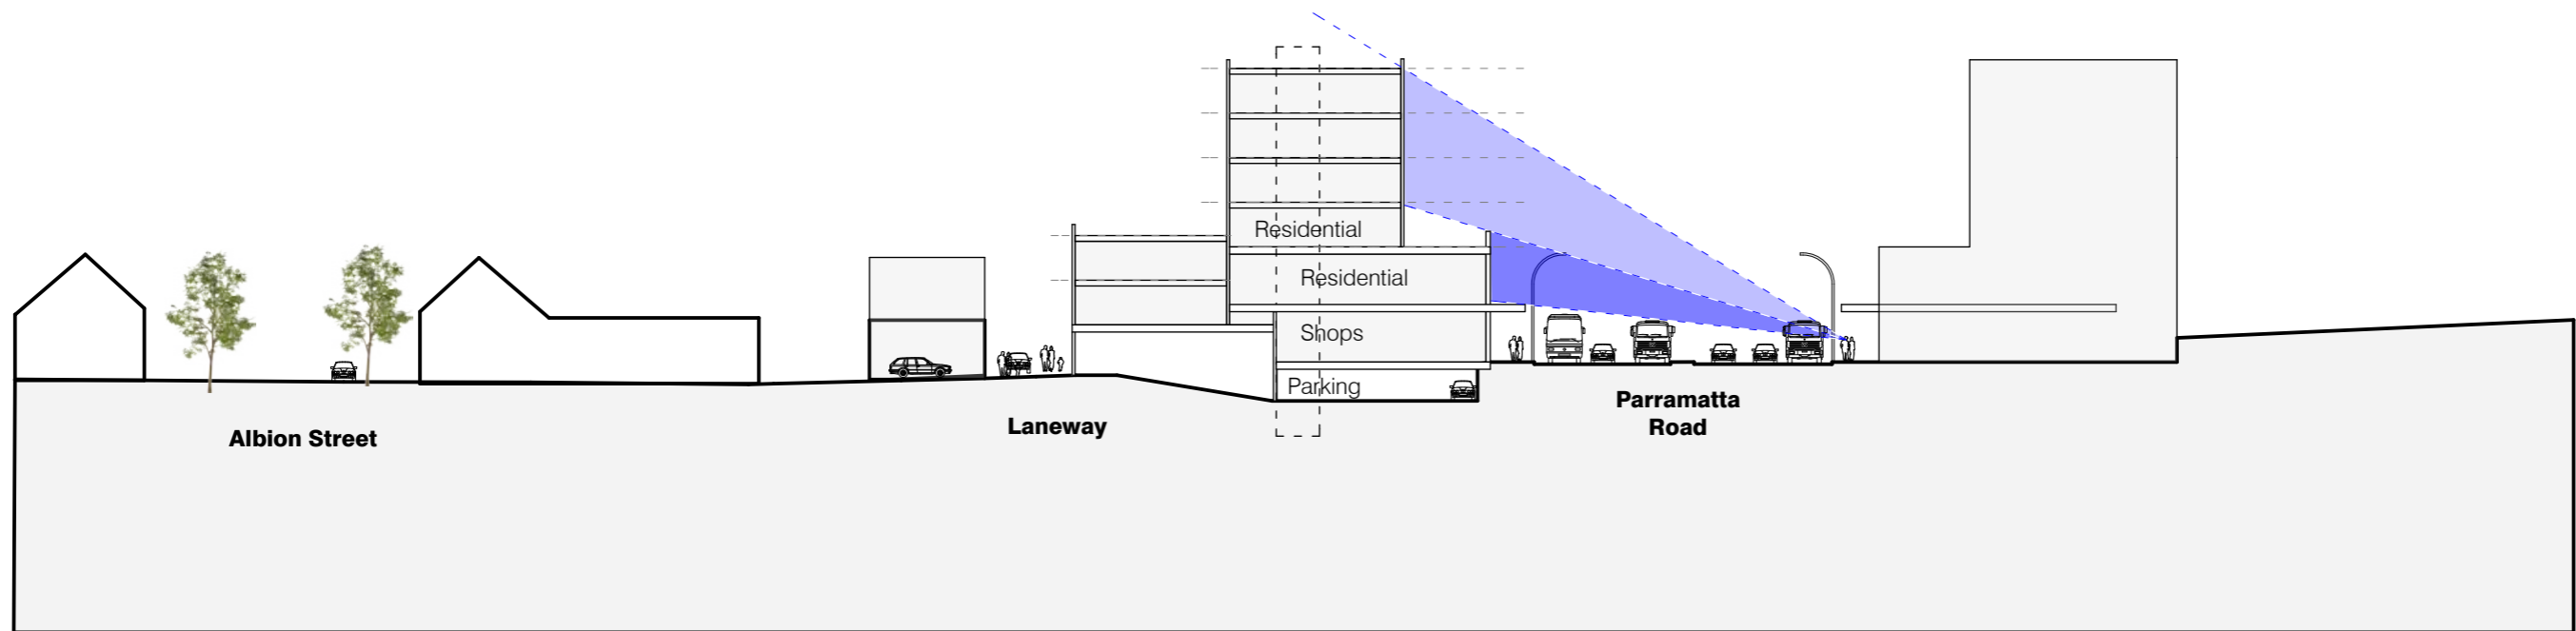 Residential
Residential
Shops
Parking
Albion Street
Laneway
Parramatta
Road